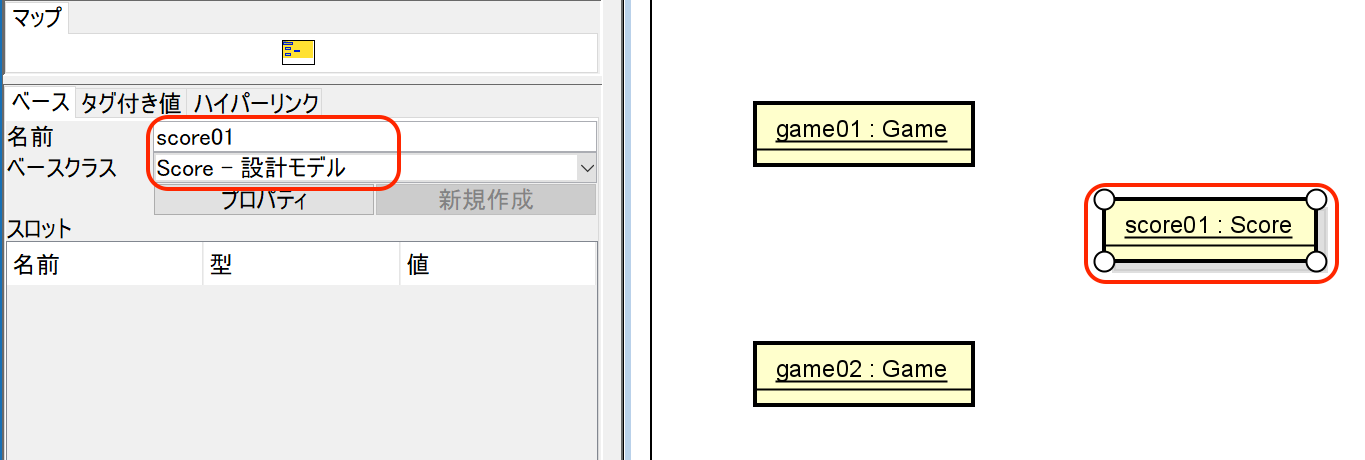 マップ
ベース タグ付き値 ハイパーリンク
名前 score01
ベースクラス Score - 設計モデル
プロパティ 新規作成
スロット
名前 型 値
game01 : Game
score01 : Score
game02 : Game